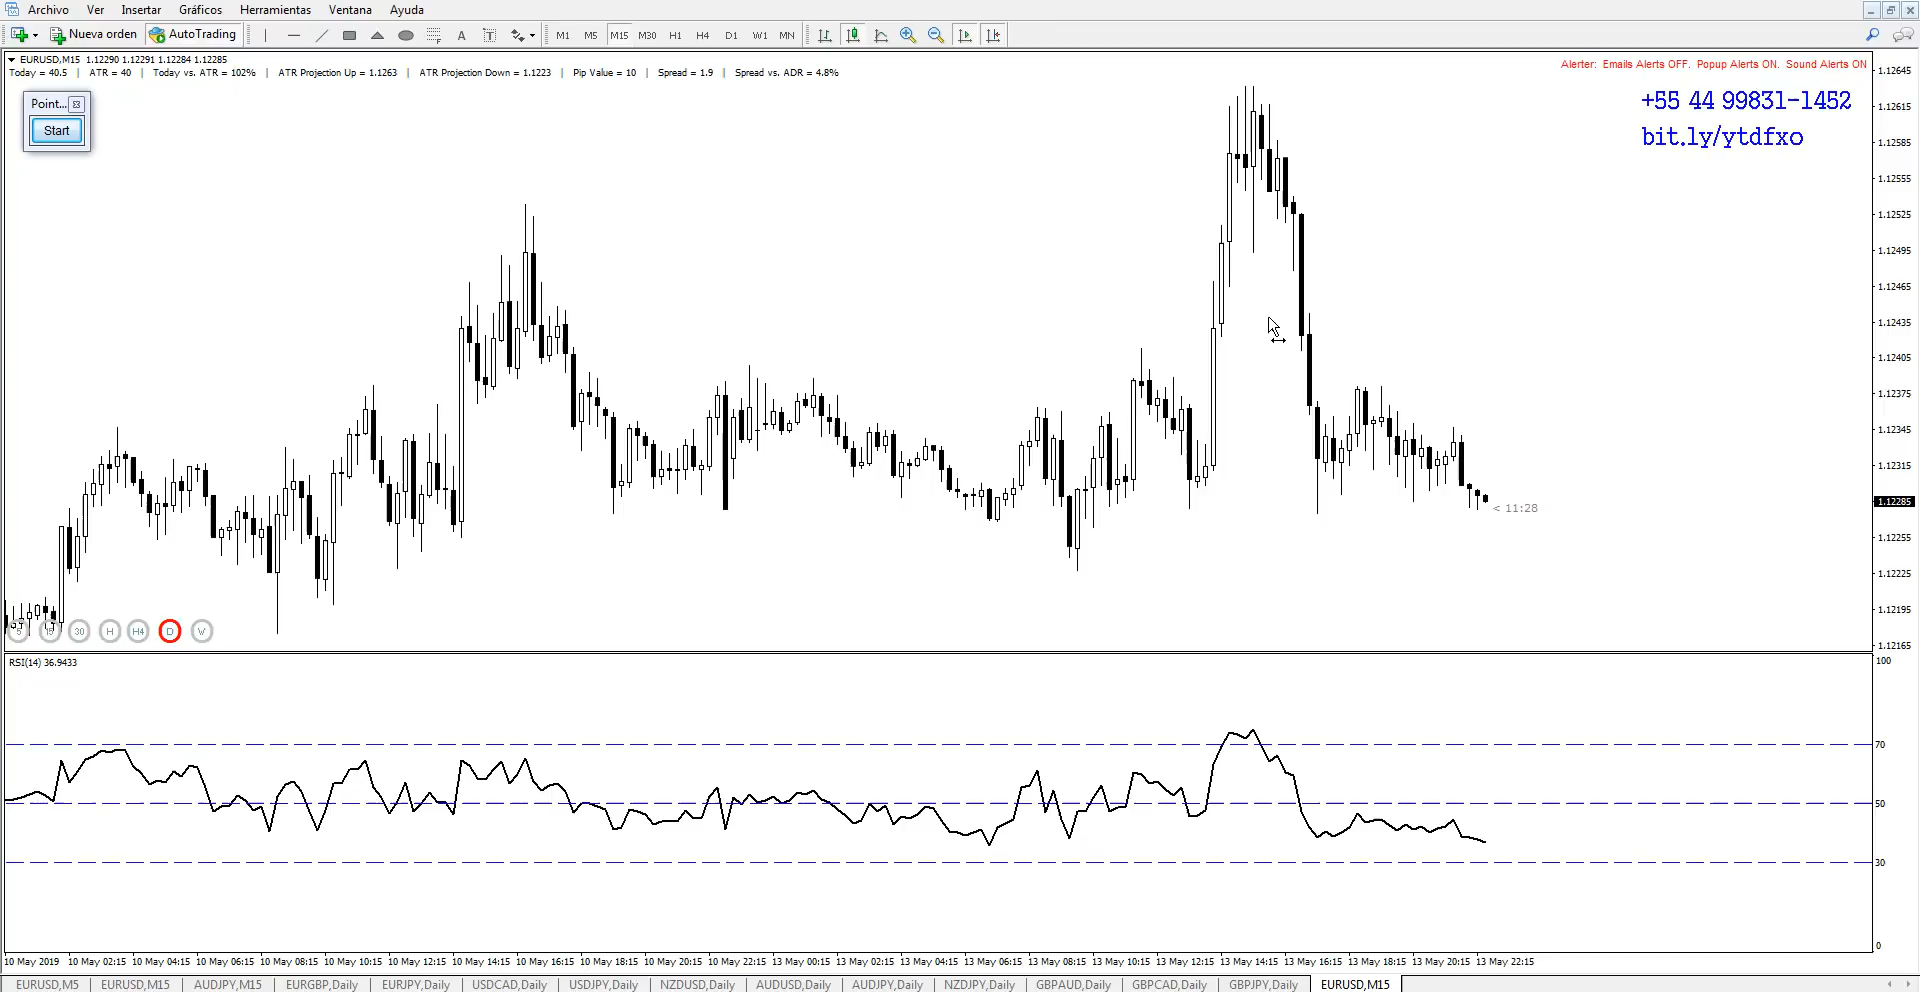 Archivo Ver Insertar Gráficos Herramientas Ventana Ayuda
Nueva orden AutoTrading A T M1 M5 M15 M30 H1 H4 D1 W1 MN
EURUSD,M15 1.12290 1.12291 1.12284 1.12285
Today = 40.5 | ATR = 40 | Today vs. ATR = 102% | ATR Projection Up = 1.1263 | ATR Projection Down = 1.1223 | Pip Value = 10 | Spread = 1.9 | Spread vs. ADR = 4.8%
Alerter: Emails Alerts OFF. Popup Alerts ON. Sound Alerts ON
+55 44 99831-1452
bit.ly/ytdfxo
Point...
Start
1.12645
1.12615
1.12585
1.12555
1.12525
1.12495
1.12465
1.12435
1.12405
1.12375
1.12345
1.12315
1.12285
< 11:28
1.12255
1.12225
1.12195
1.12165
5 15 30 H H4 D W
RSI(14) 36.9433
100
70
50
30
0
10 May 2019 10 May 02:15 10 May 04:15 10 May 06:15 10 May 08:15 10 May 10:15 10 May 12:15 10 May 14:15 10 May 16:15 10 May 18:15 10 May 20:15 10 May 22:15 13 May 00:15 13 May 02:15 13 May 04:15 13 May 06:15 13 May 08:15 13 May 10:15 13 May 12:15 13 May 14:15 13 May 16:15 13 May 18:15 13 May 20:15 13 May 22:15
EURUSD,M5 EURUSD,M15 AUDJPY,M15 EURGBP,Daily EURJPY,Daily USDCAD,Daily USDJPY,Daily NZDUSD,Daily AUDUSD,Daily AUDJPY,Daily NZDJPY,Daily GBPAUD,Daily GBPCAD,Daily GBPJPY,Daily EURUSD,M15